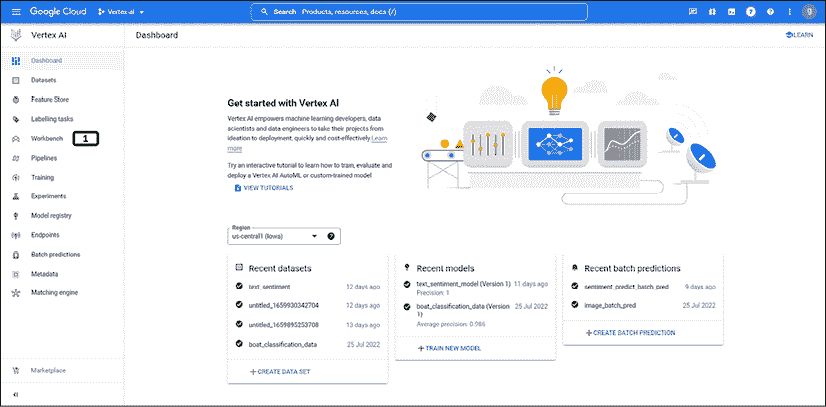 Google Cloud
Vertex-ai
Search Products, resources, docs (/)
Vertex AI
Dashboard
LEARN
Dashboard
Datasets
Feature Store
Labelling tasks
Workbench
1
Pipelines
Training
Experiments
Model registry
Endpoints
Batch predictions
Metadata
Matching engine
Marketplace
Get started with Vertex AI
Vertex AI empowers machine learning developers,
data scientists and data engineers to take their projects from
ideation to deployment, quickly and cost-effectively Learn
more
Try an interactive tutorial to learn how to train, evaluate and
deploy a Vertex AI AutoML or custom-trained model
VIEW TUTORIALS
Region
us-central1 (Iowa)
Recent datasets
text_sentiment 12 days ago
untitled_1659930342704 12 days ago
untitled_1659895253708 13 days ago
boat_classification_data 25 Jul 2022
+ CREATE DATA SET
Recent models
text_sentiment_model (Version 1) 11 days ago
Precision: 1
boat_classification_data (Version 25 Jul 2022
1)
Average precision: 0.986
+ TRAIN NEW MODEL
Recent batch predictions
sentiment_predict_batch_pred 9 days ago
image_batch_pred 25 Jul 2022
+ CREATE BATCH PREDICTION